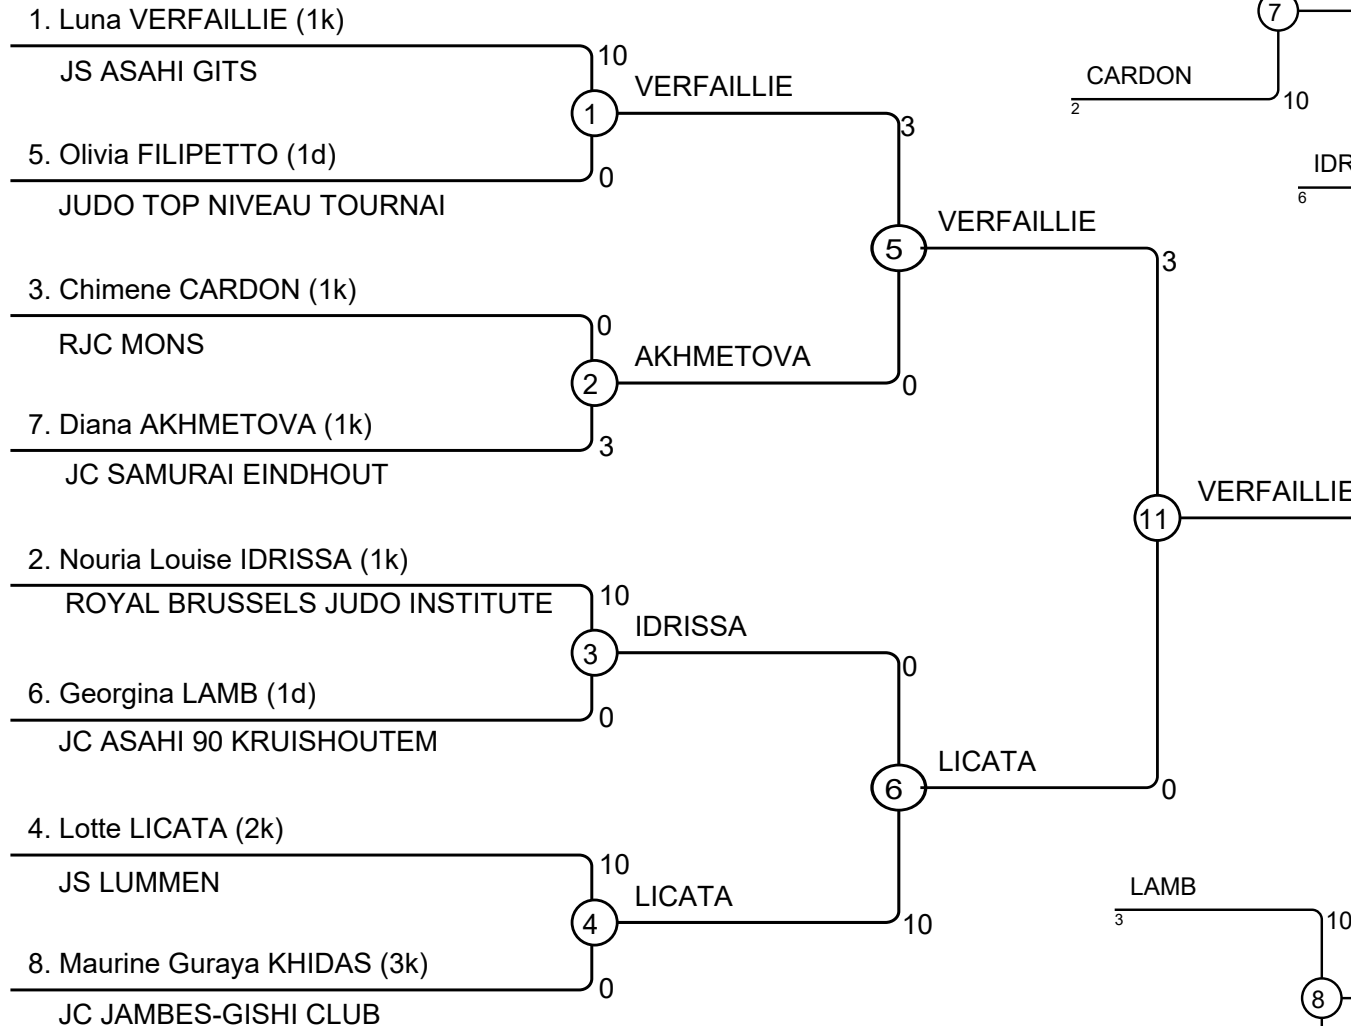 1. Luna VERFAILLIE (1k)
JS ASAHI GITS
10
1
VERFAILLIE
5. Olivia FILIPETTO (1d)
0
JUDO TOP NIVEAU TOURNAI
3
5
VERFAILLIE
3. Chimene CARDON (1k)
0
RJC MONS
2
AKHMETOVA
0
7. Diana AKHMETOVA (1k)
3
JC SAMURAI EINDHOUT
3
11
VERFAILLIE
2. Nouria Louise IDRISSA (1k)
10
ROYAL BRUSSELS JUDO INSTITUTE
3
IDRISSA
0
6. Georgina LAMB (1d)
0
JC ASAHI 90 KRUISHOUTEM
6
LICATA
0
4. Lotte LICATA (2k)
10
JS LUMMEN
4
LICATA
10
8. Maurine Guraya KHIDAS (3k)
0
JC JAMBES-GISHI CLUB
7
CARDON
2
10
IDR
6
LAMB
3
10
8